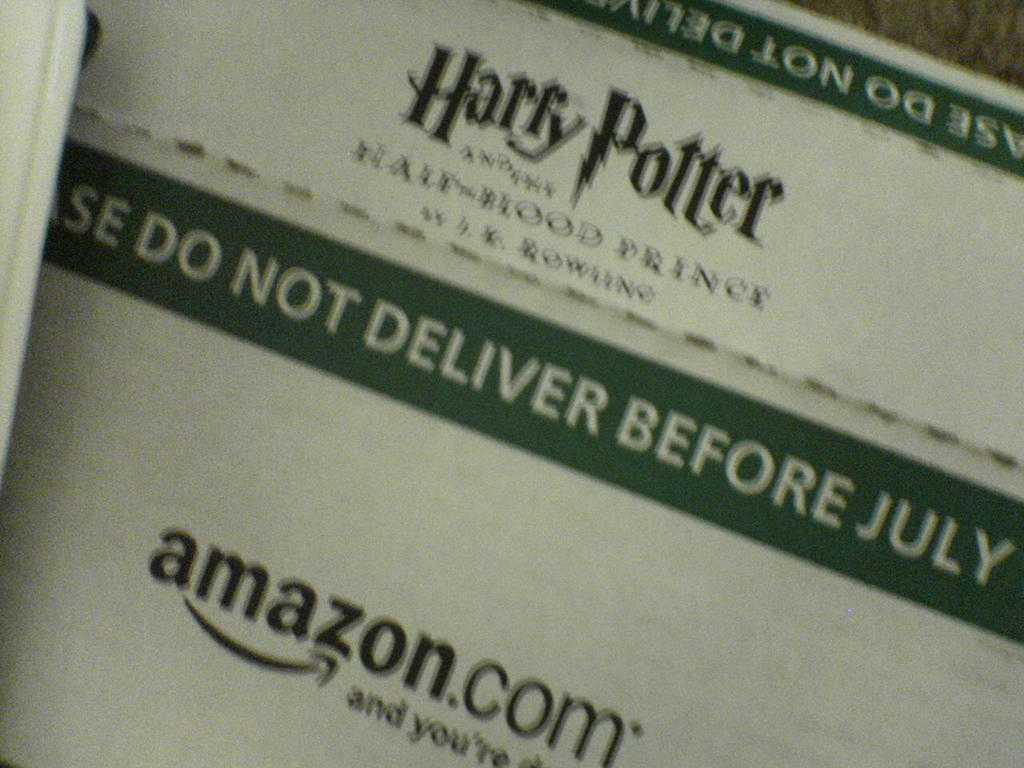 ASE DO NOT DELIVE
Harry Potter
AND THE
HALF-BLOOD PRINCE
BY J.K. ROWLING
SE DO NOT DELIVER BEFORE JULY
amazon.com
and you're